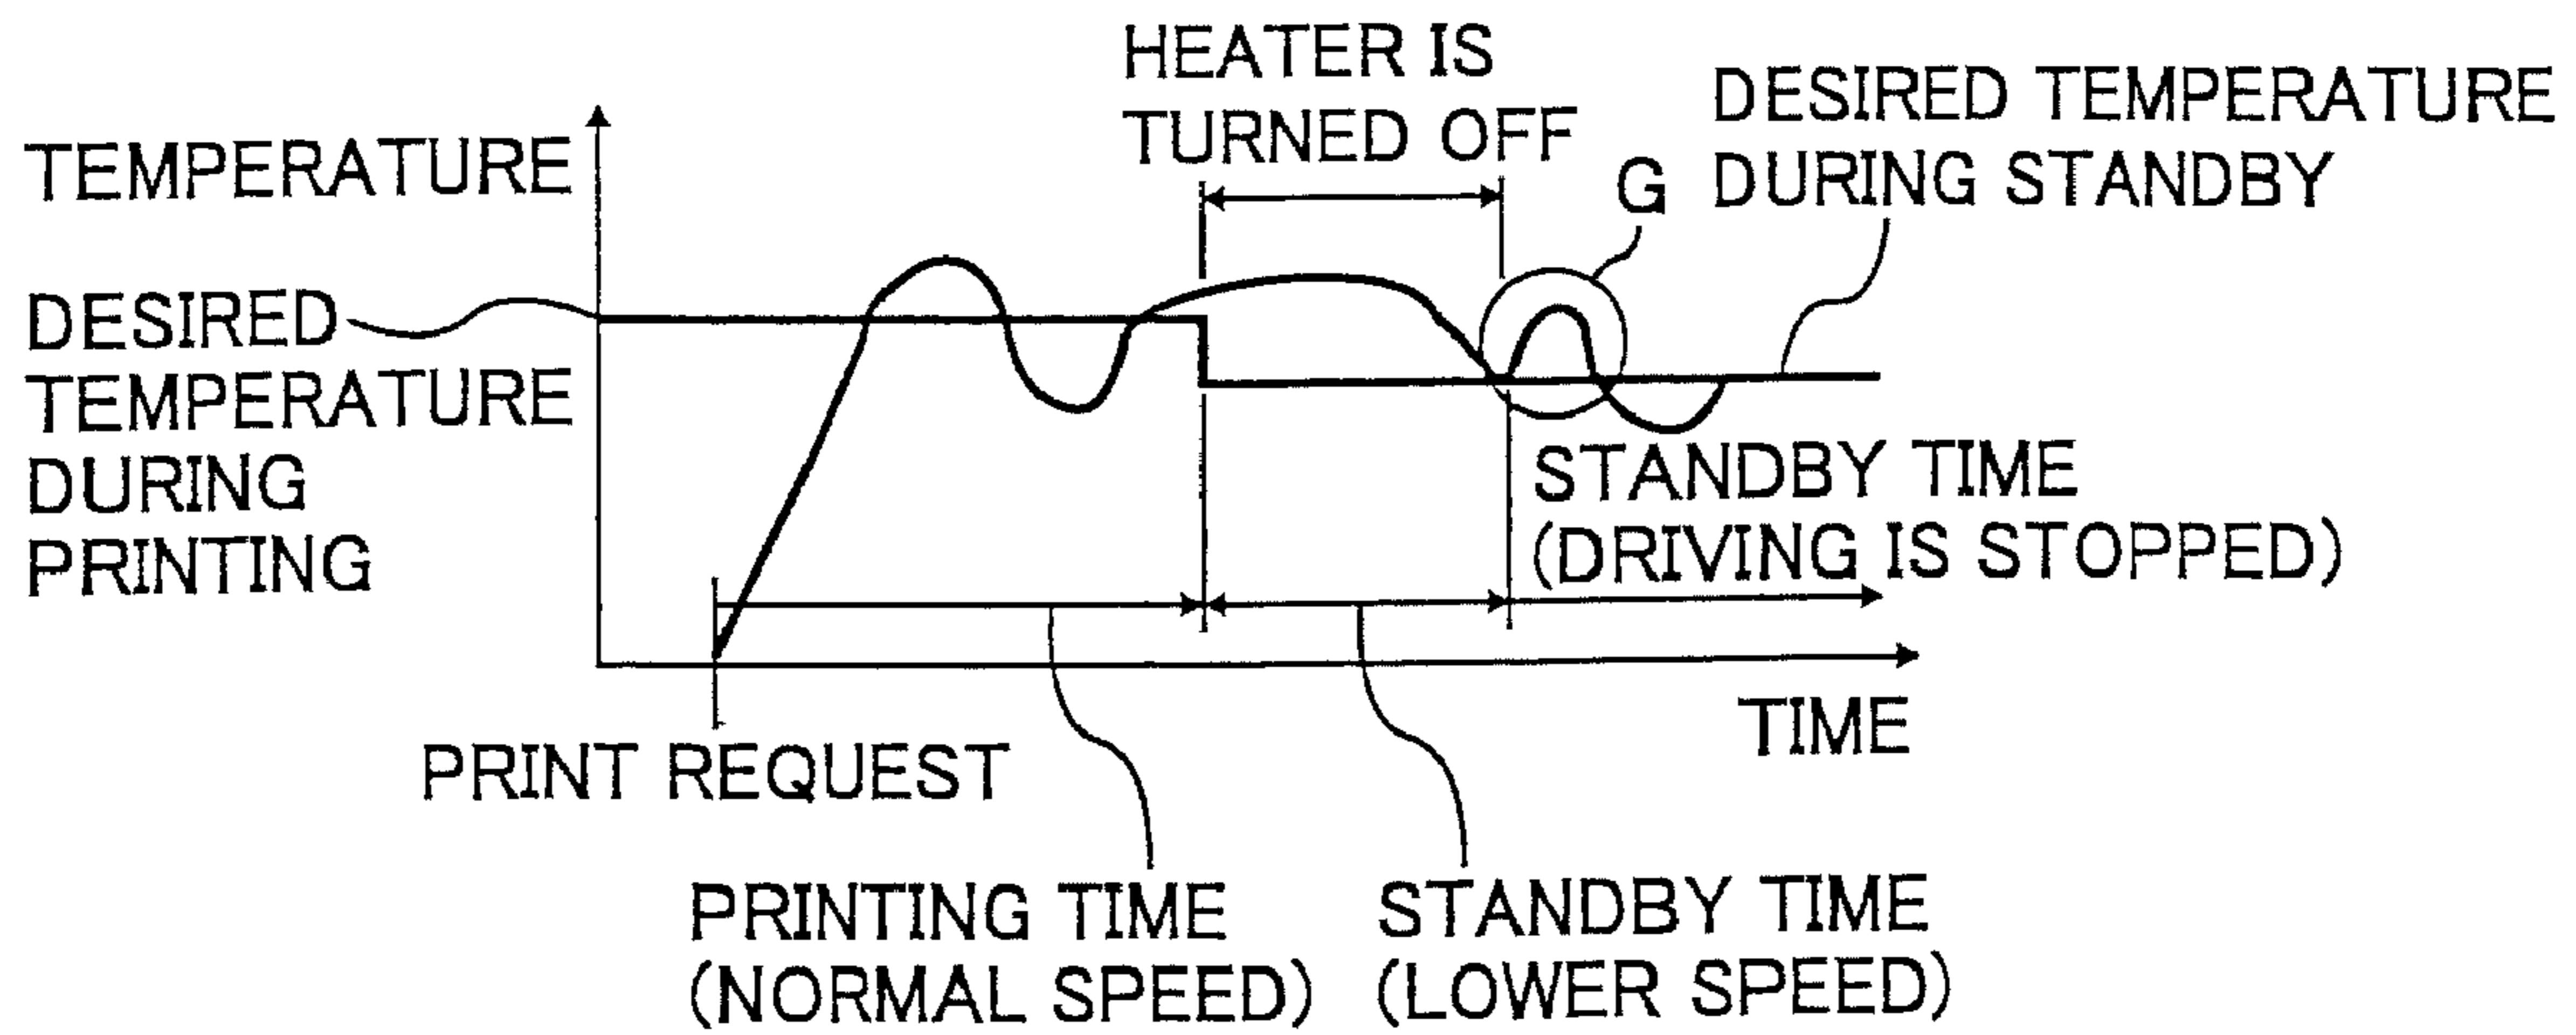 HEATER IS
TURNED OFF
DESIRED TEMPERATURE
DURING STANDBY
G
TEMPERATURE
DESIRED
TEMPERATURE
DURING
PRINTING
STANDBY TIME
(DRIVING IS STOPPED)
TIME
PRINT REQUEST
PRINTING TIME
(NORMAL SPEED)
STANDBY TIME
(LOWER SPEED)